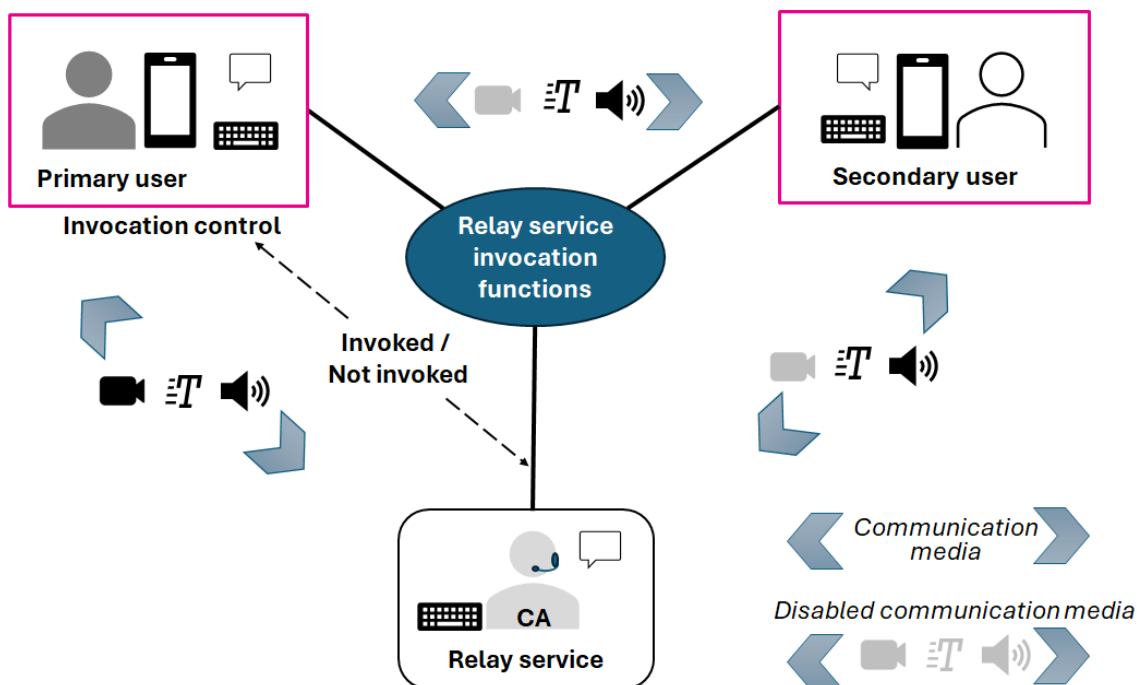 Primary user
Secondary user
Invocation control
Relay service
invocation
functions
Invoked /
Not invoked
T
T
T
CA
Relay service
Communication
media
Disabled communication media
T